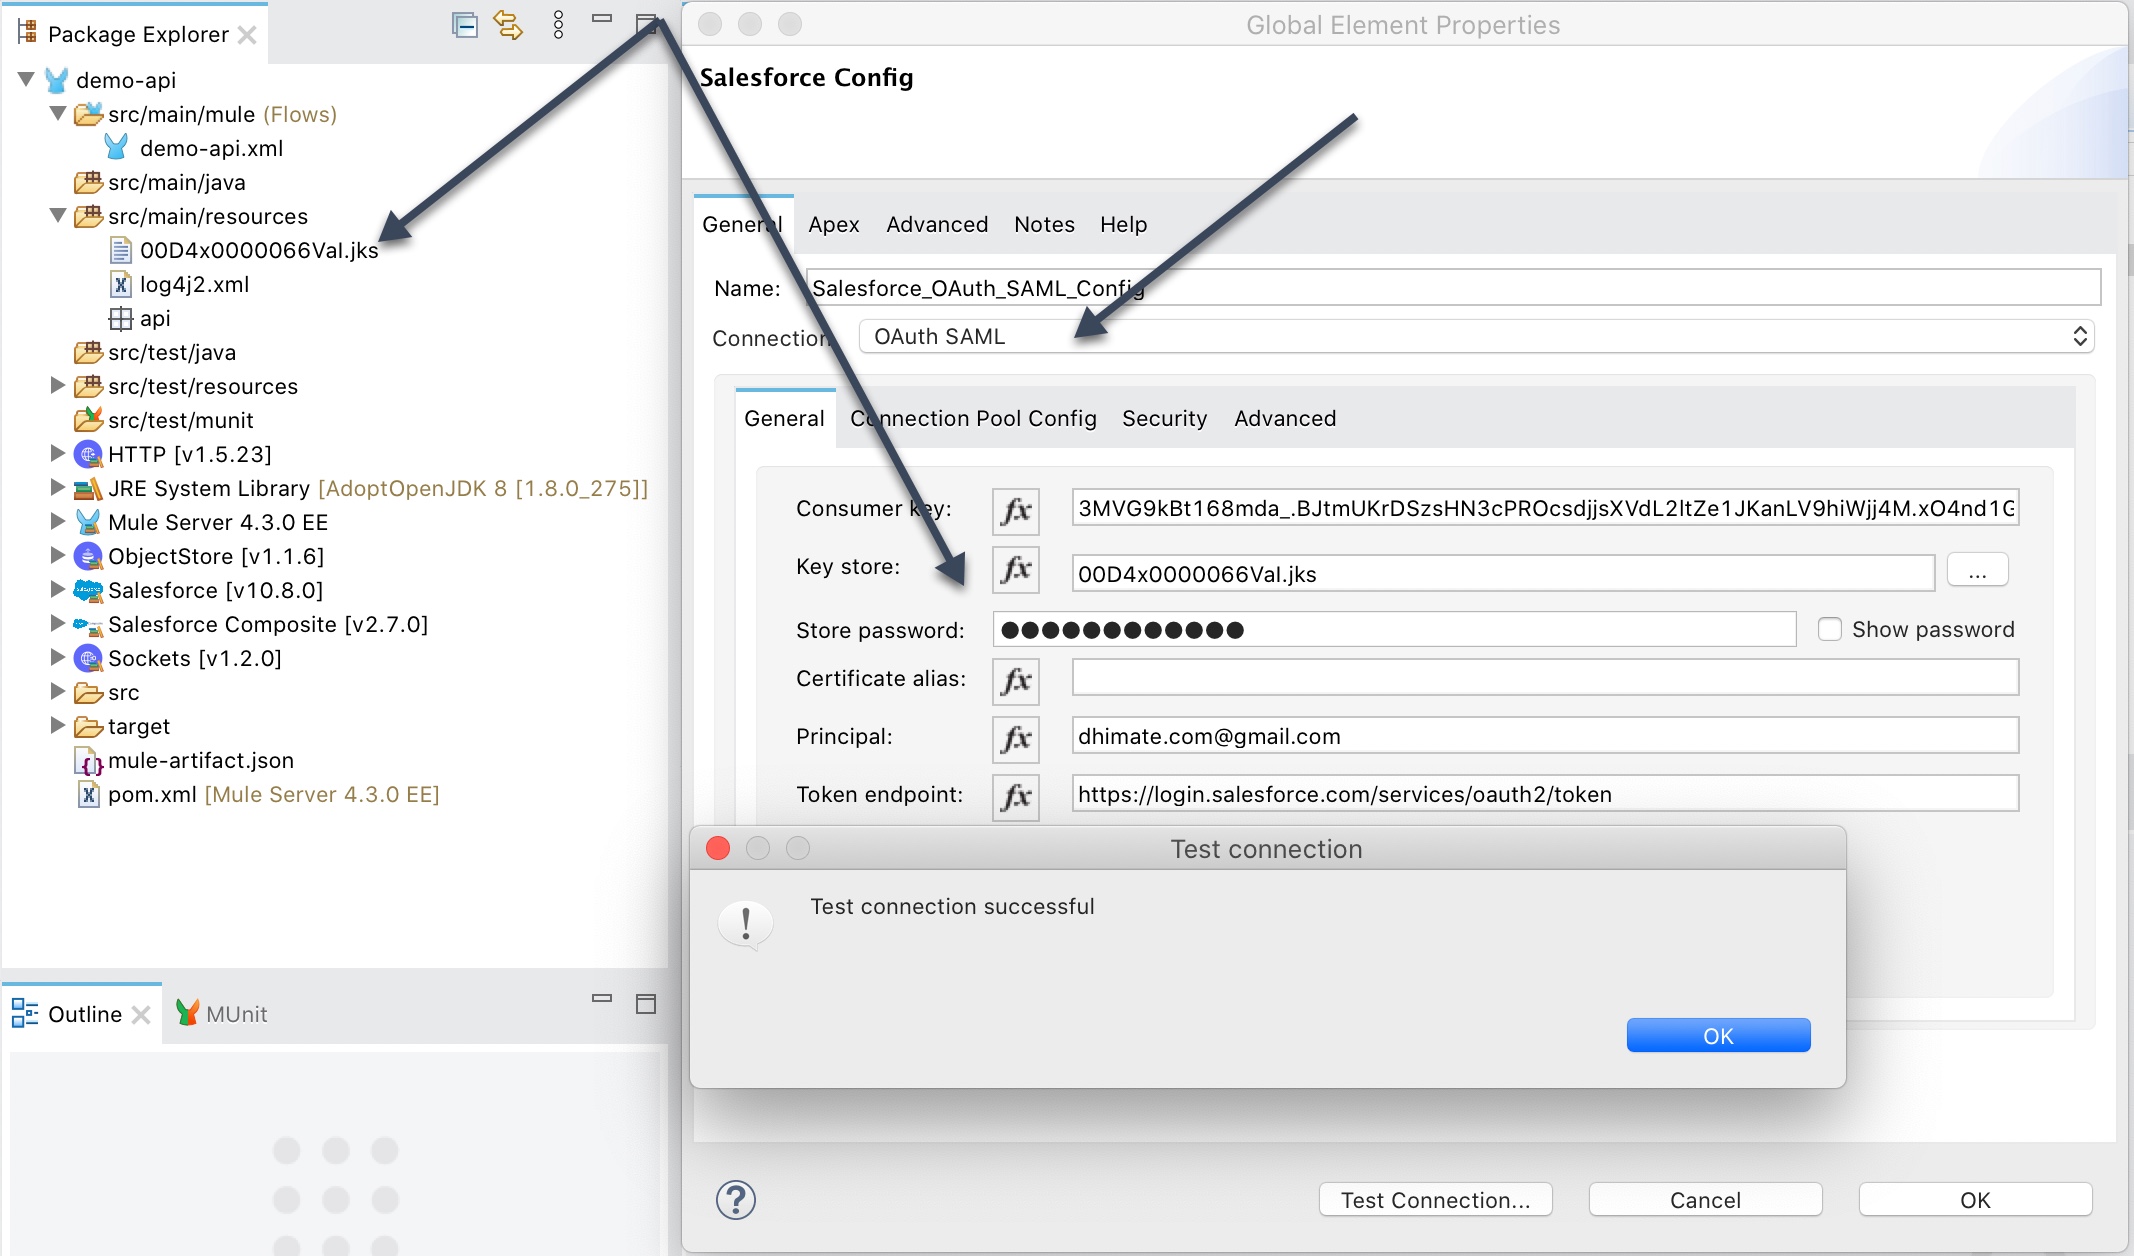 Package Explorer
demo-api
src/main/mule (Flows)
demo-api.xml
src/main/java
src/main/resources
00D4x0000066VaI.jks
log4j2.xml
api
src/test/java
src/test/resources
src/test/munit
HTTP [v1.5.23]
JRE System Library [AdoptOpenJDK 8 [1.8.0_275]]
Mule Server 4.3.0 EE
ObjectStore [v1.1.6]
Salesforce [v10.8.0]
Salesforce Composite [v2.7.0]
Sockets [v1.2.0]
src
target
mule-artifact.json
pom.xml [Mule Server 4.3.0 EE]
Outline
MUnit
Global Element Properties
Salesforce Config
General Apex Advanced Notes Help
Name: Salesforce_OAuth_SAML_Config
Connection OAuth SAML
General Connection Pool Config Security Advanced
Consumer key: fx 3MVG9kBt168mda_.BJtmUKrDSzsHN3cPROcsdjjsXVdL2ltZe1JKanLV9hiWjj4M.xO4nd1G
Key store: fx 00D4x0000066VaI.jks ...
Store password: ●●●●●●●●●●●● Show password
Certificate alias: fx
Principal: fx dhimate.com@gmail.com
Token endpoint: fx https://login.salesforce.com/services/oauth2/token
Test connection
! Test connection successful
OK
? Test Connection... Cancel OK